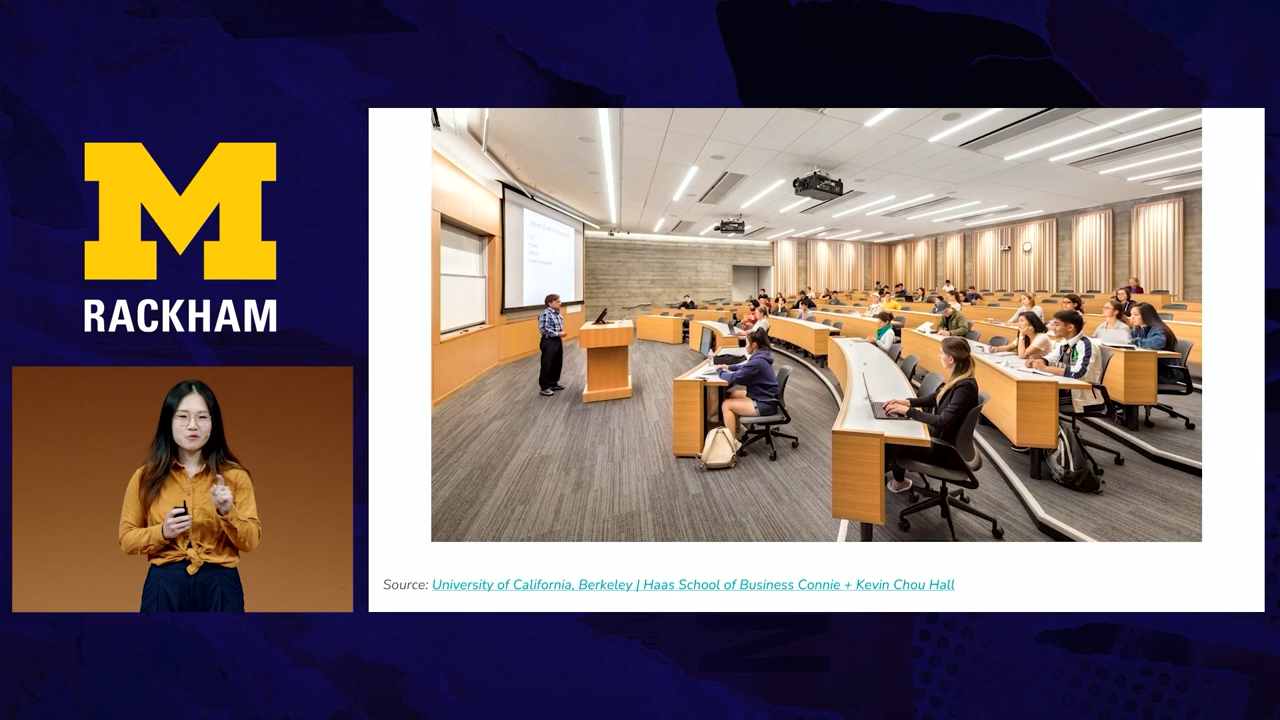 M
RACKHAM
Source: University of California, Berkeley | Haas School of Business Connie + Kevin Chou Hall